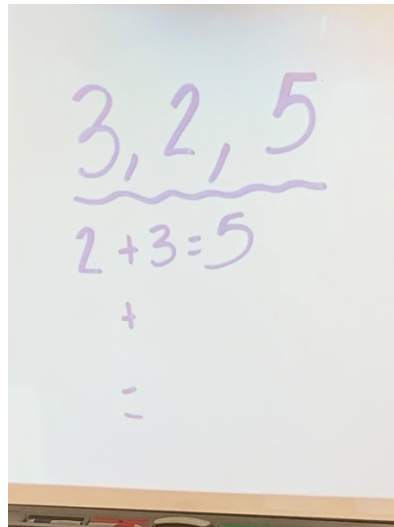 3, 2, 5
2 + 3 = 5
+
=